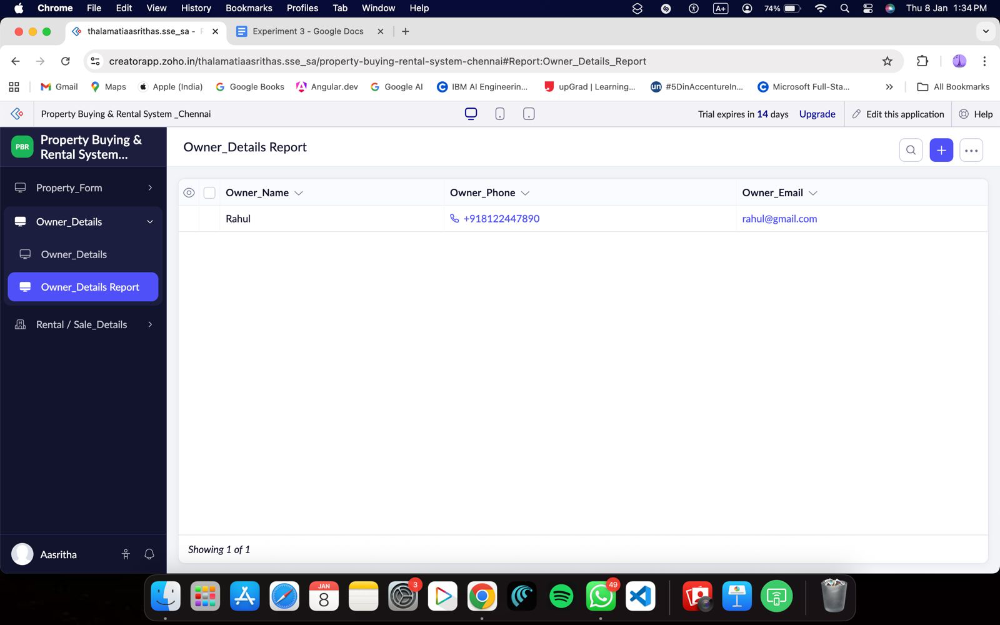 Chrome File Edit View History Bookmarks Profiles Tab Window Help A+ 74% Thu 8 Jan 1:34 PM
thalamatiaasrithas.sse_sa - Experiment 3 - Google Docs
creatorapp.zoho.in/thalamatiaasrithas.sse_sa/property-buying-rental-system-chennai#Report:Owner_Details_Report
Gmail Maps Apple (India) Google Books Angular.dev Google AI IBM AI Engineerin... upGrad | Learning... un #5DinAccentureIn... Microsoft Full-Sta... All Bookmarks
Property Buying & Rental System _Chennai Trial expires in 14 days Upgrade Edit this application Help
PBR Property Buying &
Rental System...
Owner_Details Report
Property_Form
Owner_Details
Owner_Details
Owner_Details Report
Rental / Sale_Details
Owner_Name Owner_Phone Owner_Email
Rahul +918122447890 rahul@gmail.com
Showing 1 of 1
Aasritha
JAN
8
3
49